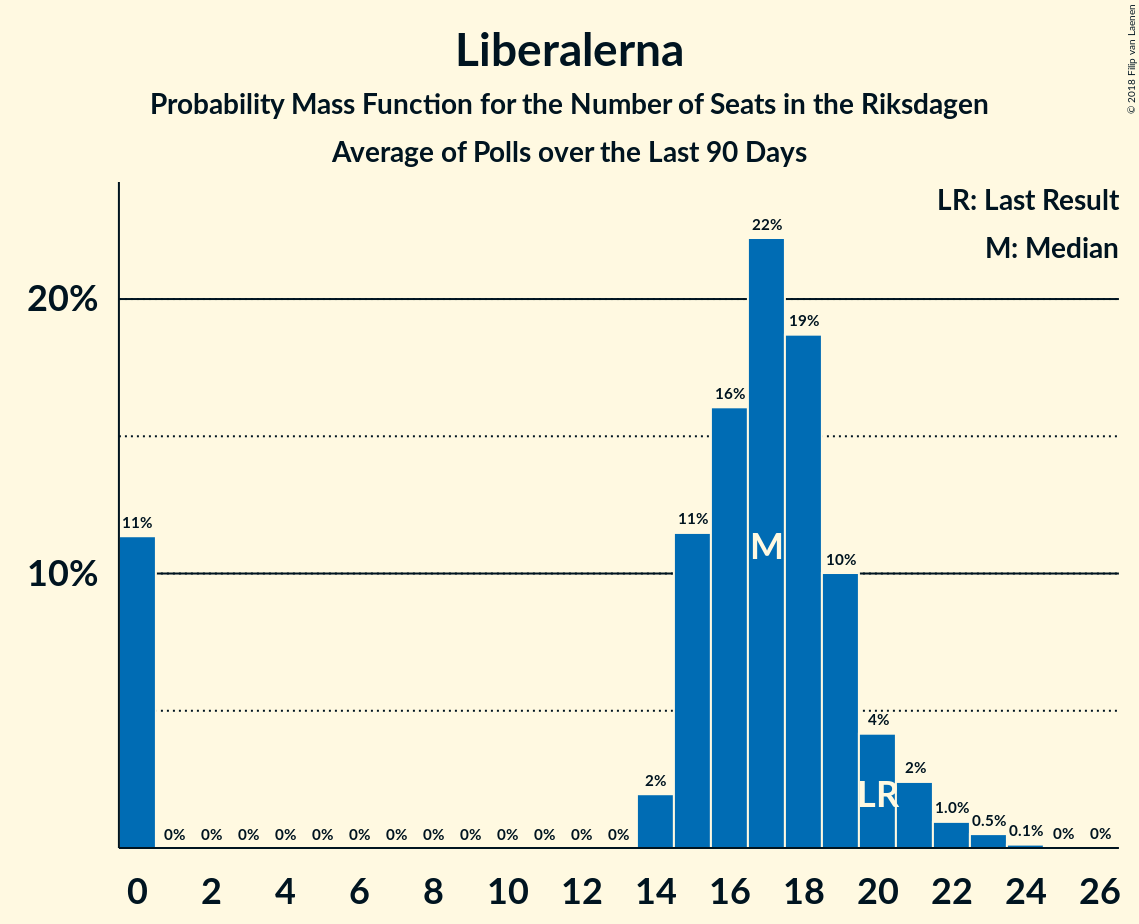 Liberalerna
Probability Mass Function for the Number of Seats in the Riksdagen
Average of Polls over the Last 90 Days
© 2018 Filip van Laenen
LR: Last Result
M: Median
20%
10%
11% 0% 0% 0% 0% 0% 0% 0% 0% 0% 0% 0% 0% 0% 2% 11% 16% 22% 19% 10% 4% 2% 1.0% 0.5% 0.1% 0% 0%
M
LR
0 2 4 6 8 10 12 14 16 18 20 22 24 26